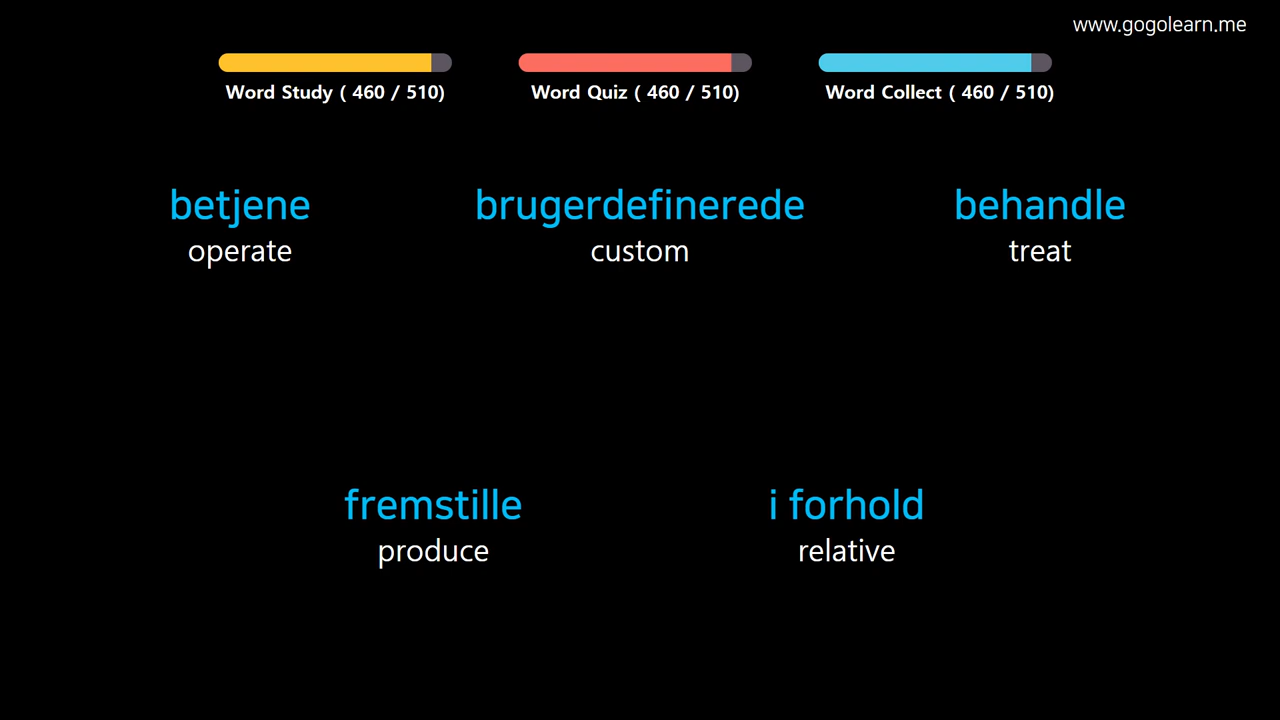 www.gogolearn.me
Word Study ( 460 / 510)
Word Quiz ( 460 / 510)
Word Collect ( 460 / 510)
betjene
operate
brugerdefinerede
custom
behandle
treat
fremstille
produce
i forhold
relative